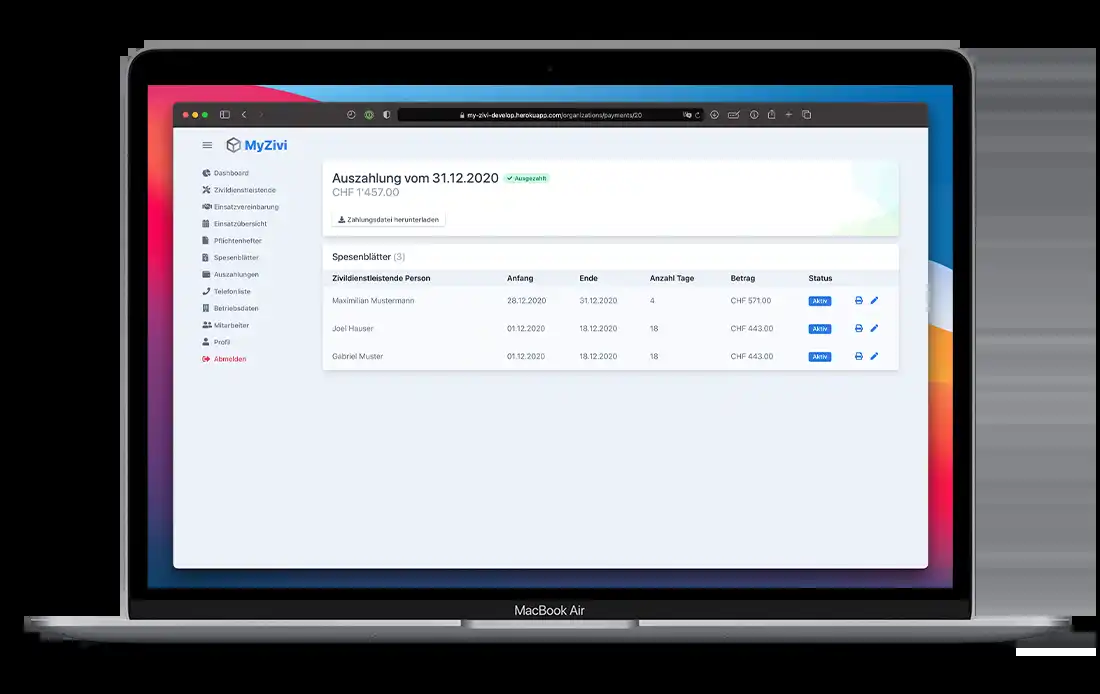 my-zivi-develop.herokuapp.com/organizations/payments/20
MyZivi
Dashboard
Zivildienstleistende
Einsatzvereinbarung
Einsatzübersicht
Pflichtenhefter
Spesenblätter
Auszahlungen
Telefonliste
Betriebsdaten
Mitarbeiter
Profil
Abmelden
Auszahlung vom 31.12.2020 Ausgezahlt
CHF 1'457.00
Zahlungsdatei herunterladen
Spesenblätter (3)
Zivildienstleistende Person Anfang Ende Anzahl Tage Betrag Status
Maximilian Mustermann 28.12.2020 31.12.2020 4 CHF 571.00 Aktiv
Joel Hauser 01.12.2020 18.12.2020 18 CHF 443.00 Aktiv
Gabriel Muster 01.12.2020 18.12.2020 18 CHF 443.00 Aktiv
MacBook Air